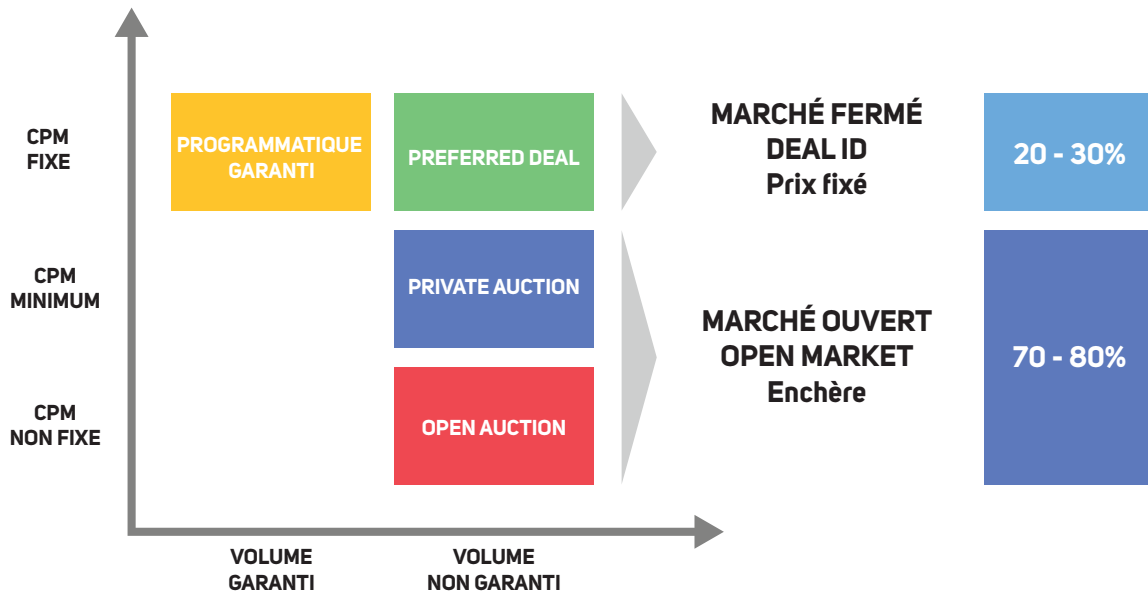 CPM
FIXE
PROGRAMMATIQUE
GARANTI
PREFERRED DEAL
MARCHÉ FERMÉ
DEAL ID
Prix fixé
20 - 30%
CPM
MINIMUM
PRIVATE AUCTION
MARCHÉ OUVERT
OPEN MARKET
Enchère
70 - 80%
CPM
NON FIXE
OPEN AUCTION
VOLUME
GARANTI
VOLUME
NON GARANTI